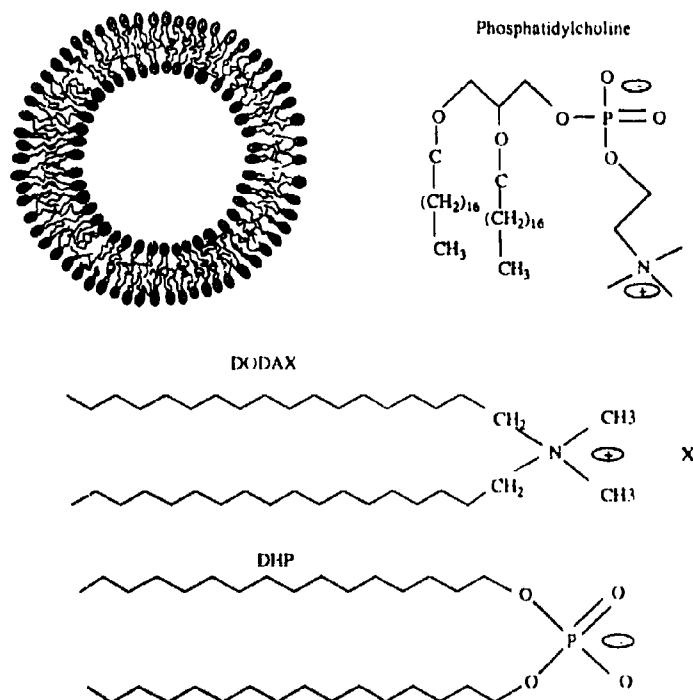 Phosphatidylcholine
O -
O P O
O O
O
C
C
(CH2)16
(CH2)16
CH3
CH3
N
+
DODAX
CH2 CH3
N + X
CH2 CH3
DHP
O O
P -
O O